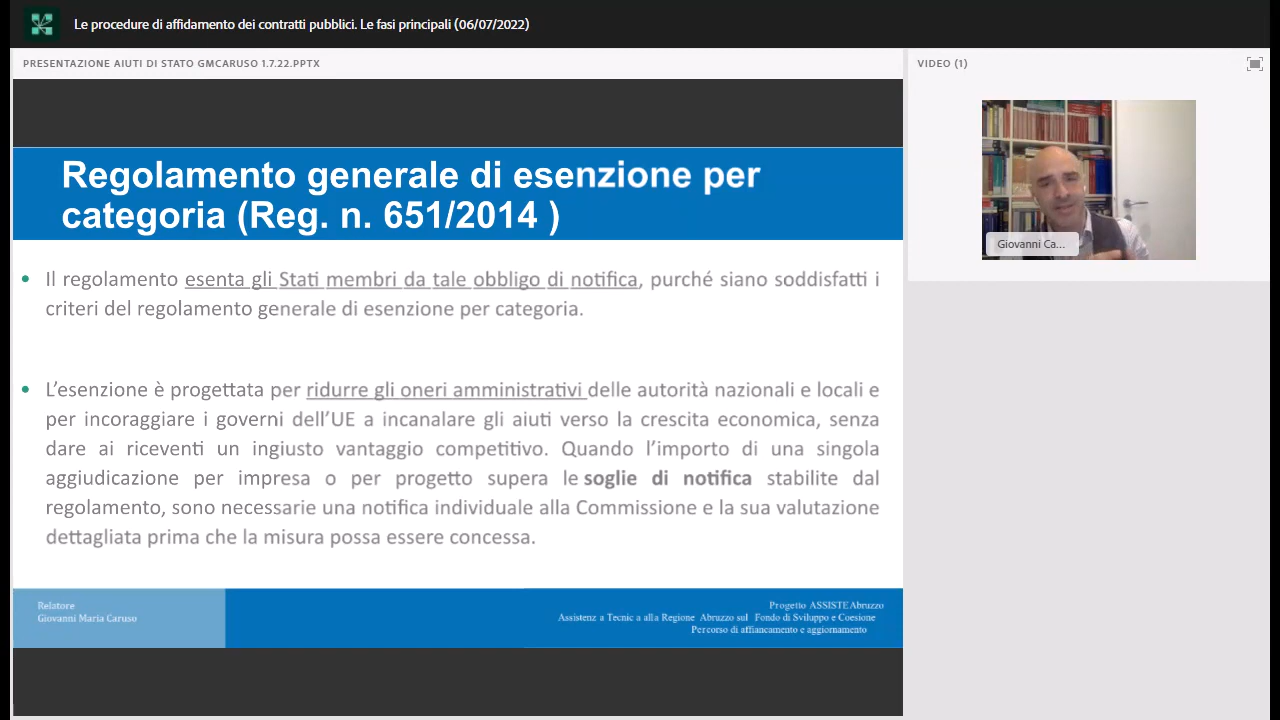 Le procedure di affidamento dei contratti pubblici. Le fasi principali (06/07/2022)
PRESENTAZIONE AIUTI DI STATO GMCARUSO 1.7.22.PPTX
VIDEO (1)
Regolamento generale di esenzione per
categoria (Reg. n. 651/2014 )
Giovanni Ca...
• Il regolamento esenta gli Stati membri da tale obbligo di notifica, purché siano soddisfatti i
criteri del regolamento generale di esenzione per categoria.
• L'esenzione è progettata per ridurre gli oneri amministrativi delle autorità nazionali e locali e
per incoraggiare i governi dell'UE a incanalare gli aiuti verso la crescita economica, senza
dare ai riceventi un ingiusto vantaggio competitivo. Quando l'importo di una singola
aggiudicazione per impresa o per progetto supera le soglie di notifica stabilite dal
regolamento, sono necessarie una notifica individuale alla Commissione e la sua valutazione
dettagliata prima che la misura possa essere concessa.
Relatore
Giovanni Maria Caruso
Progetto ASSISTEAbruzzo
Assistenz a Tecnic a alla Regione Abruzzo sul Fondo di Sviluppo e Coesione
Percorso di affiancamento e aggiornamento